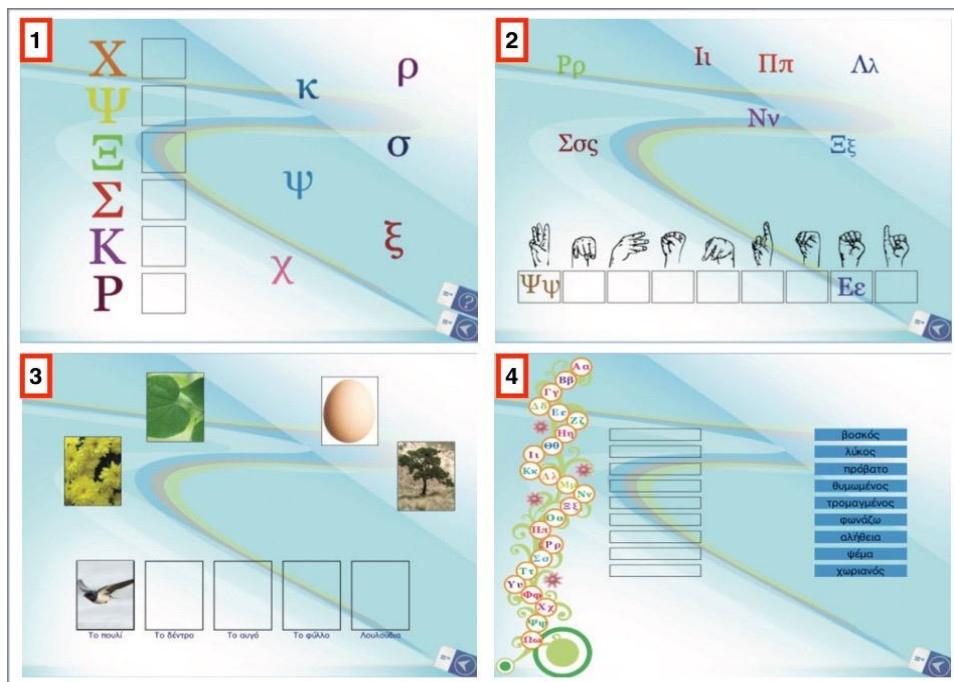 1
Χ
Ψ
Ξ
Σ
Κ
Ρ
κ
ρ
σ
ψ
ξ
χ
?
2
Ρρ
Ιι
Ππ
Λλ
Νν
Σσς
Ξξ
Ψψ
Εε
3
Το πουλί
Το δέντρο
Το αυγό
Το φύλλο
Λουλούδια
4
Αα
Ββ
Γγ
Δδ
Εε
Ζζ
Ηη
Θθ
Ιι
Κκ
Λλ
Μμ
Νν
Ξξ
Οο
Ππ
Ρρ
Σσ
Ττ
Υυ
Φφ
Χχ
Ψψ
Ωω
βοσκός
λύκος
πρόβατο
θυμωμένος
τρομαγμένος
φωνάζω
αλήθεια
ψέμα
χωριανός